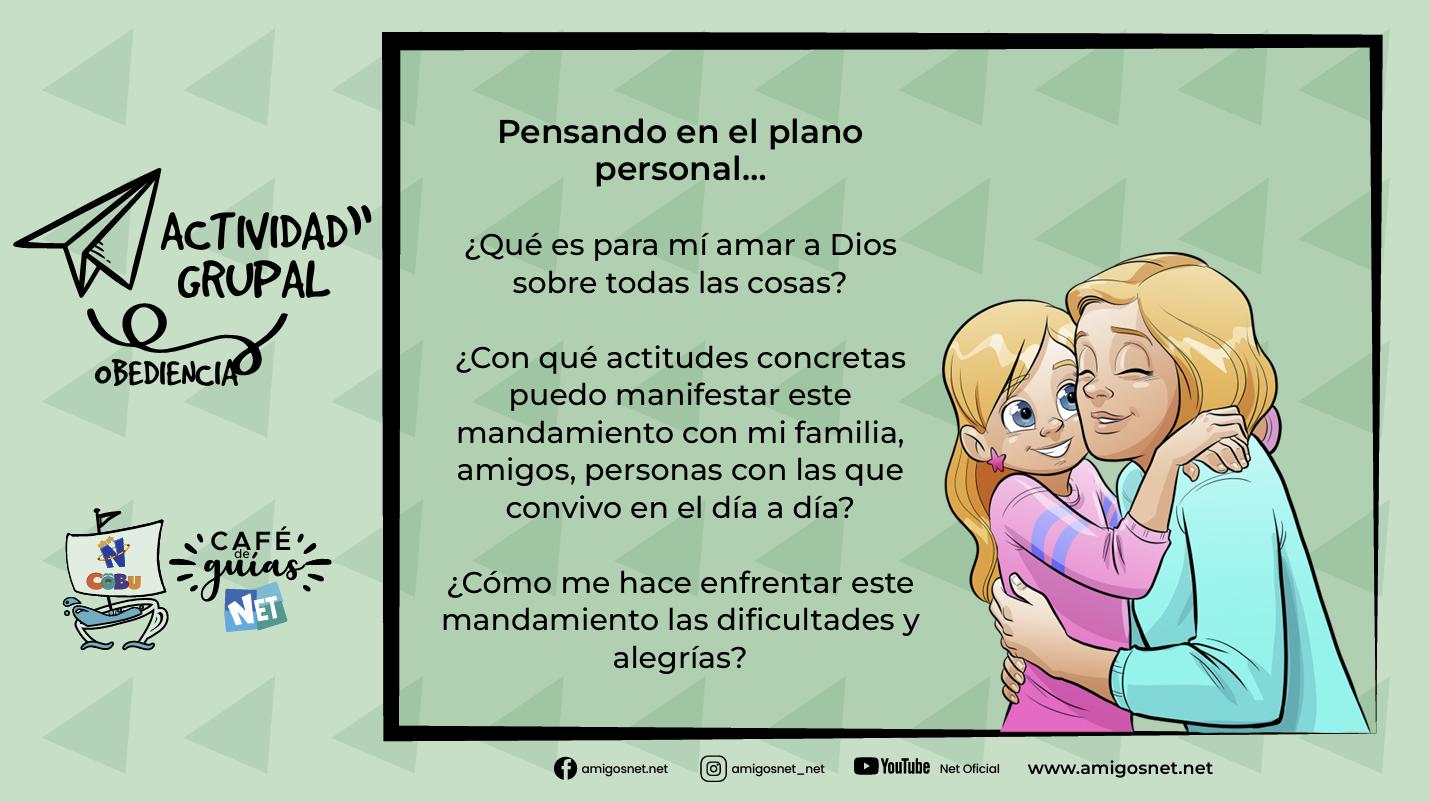 ACTIVIDAD
GRUPAL
OBEDIENCIA
N
COBU
CAFÉ
de
guías
NET
Pensando en el plano
personal...
¿Qué es para mí amar a Dios
sobre todas las cosas?
¿Con qué actitudes concretas
puedo manifestar este
mandamiento con mi familia,
amigos, personas con las que
convivo en el día a día?
¿Cómo me hace enfrentar este
mandamiento las dificultades y
alegrías?
amigosnet.net
amigosnet_net
YouTube Net Oficial
www.amigosnet.net